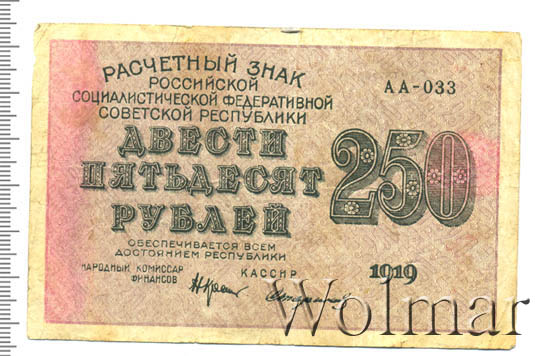 РАСЧЕТНЫЙ ЗНАК
РОССИЙСКОЙ
СОЦИАЛИСТИЧЕСКОЙ ФЕДЕРАТИВНОЙ
СОВЕТСКОЙ РЕСПУБЛИКИ
АА-033
ДВЕСТИ
ПЯТЬДЕСЯТ
РУБЛЕЙ
250
ОБЕСПЕЧИВАЕТСЯ ВСЕМ
ДОСТОЯНИЕМ РЕСПУБЛИКИ
НАРОДНЫЙ КОМИССАР
ФИНАНСОВ
КАССИР
1919
Wolmar